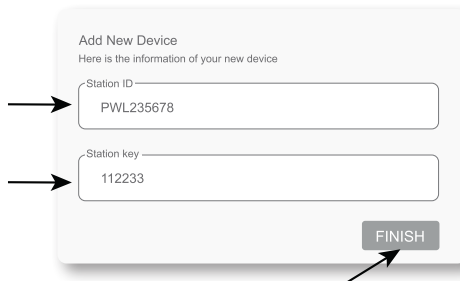 Add New Device
Here is the information of your new device
Station ID
PWL235678
Station key
112233
FINISH